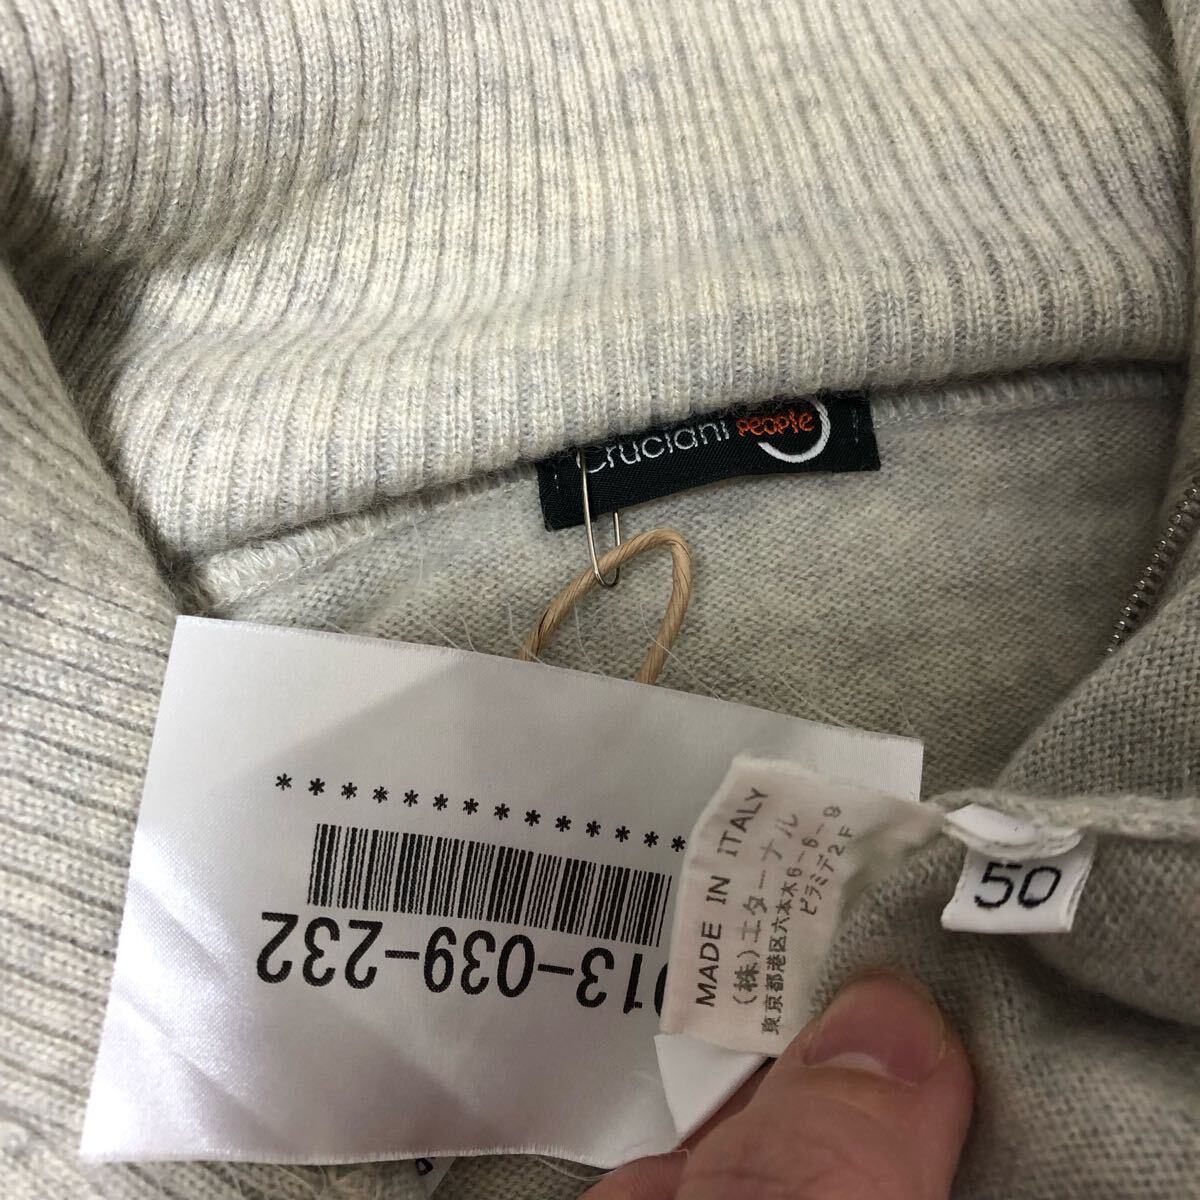 Cruciani People
**************
013-039-232
MADE IN ITALY
(株)エターナル
東京都港区六本木6-6-9
ピラミデ2F
50